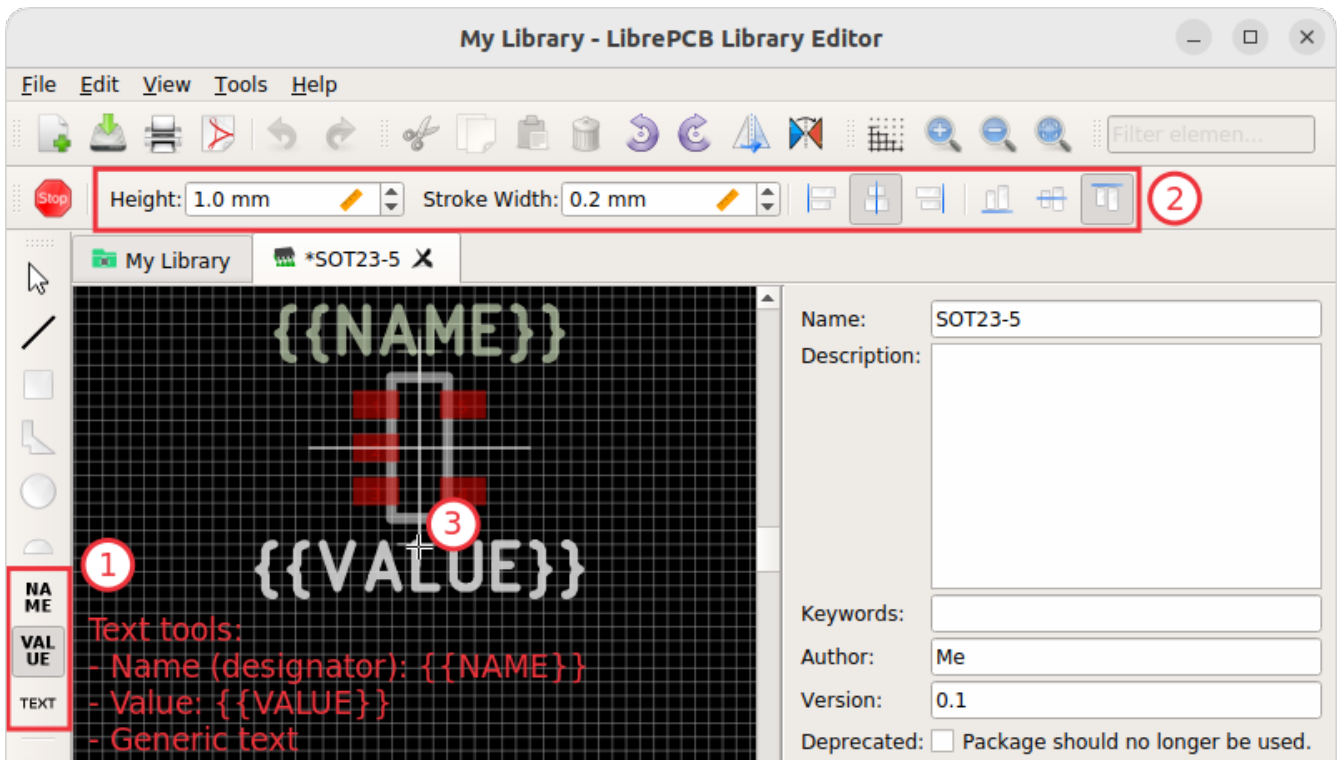 My Library - LibrePCB Library Editor
File Edit View Tools Help
Filter elemen...
Stop Height: 1.0 mm Stroke Width: 0.2 mm 2
My Library *SOT23-5
{{NAME}}
3
{{VALUE}}
1
NA
ME
VAL
UE
TEXT
Text tools:
- Name (designator): {{NAME}}
- Value: {{VALUE}}
- Generic text
Name: SOT23-5
Description:
Keywords:
Author: Me
Version: 0.1
Deprecated: Package should no longer be used.